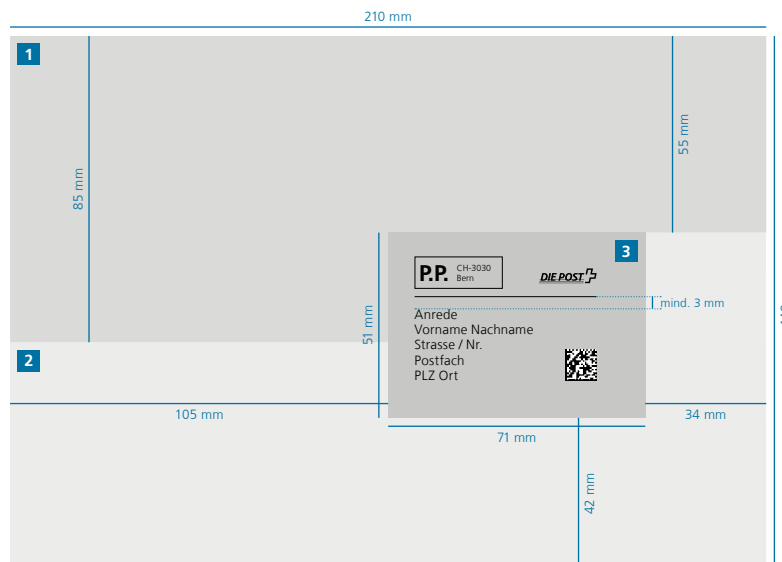 210 mm
1
85 mm
55 mm
3
P.P.
CH-3030
Bern
DIE POST
mind. 3 mm
51 mm
Anrede
Vorname Nachname
Strasse / Nr.
Postfach
PLZ Ort
2
105 mm
34 mm
71 mm
42 mm